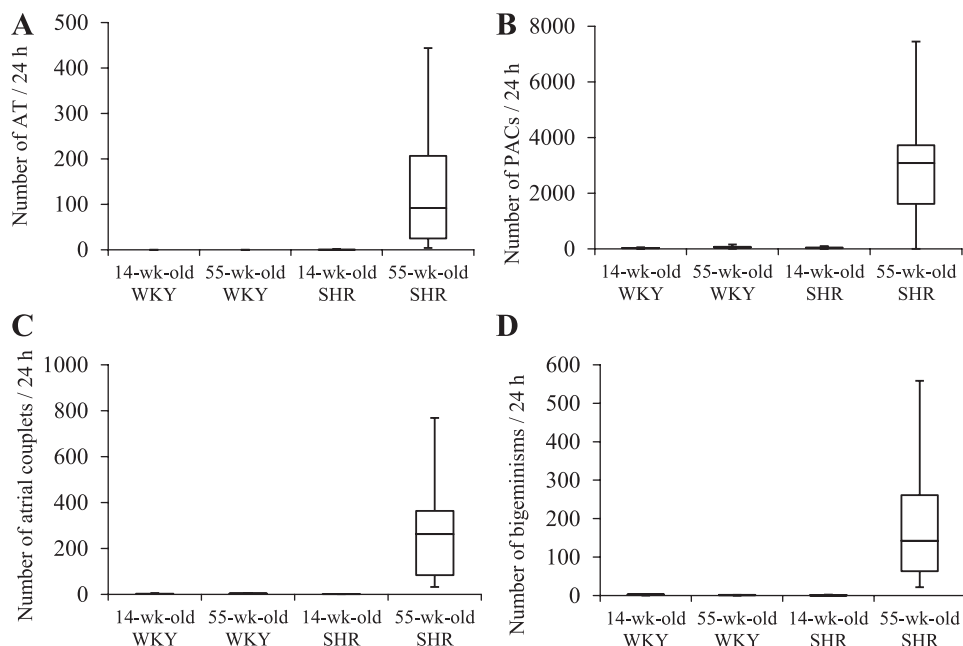 A
Number of AT / 24 h
500
400
300
200
100
0
14-wk-old 55-wk-old 14-wk-old 55-wk-old
WKY WKY SHR SHR
B
Number of PACs / 24 h
8000
6000
4000
2000
0
14-wk-old 55-wk-old 14-wk-old 55-wk-old
WKY WKY SHR SHR
C
Number of atrial couplets / 24 h
1000
800
600
400
200
0
14-wk-old 55-wk-old 14-wk-old 55-wk-old
WKY WKY SHR SHR
D
Number of bigeminisms / 24 h
600
500
400
300
200
100
0
14-wk-old 55-wk-old 14-wk-old 55-wk-old
WKY WKY SHR SHR